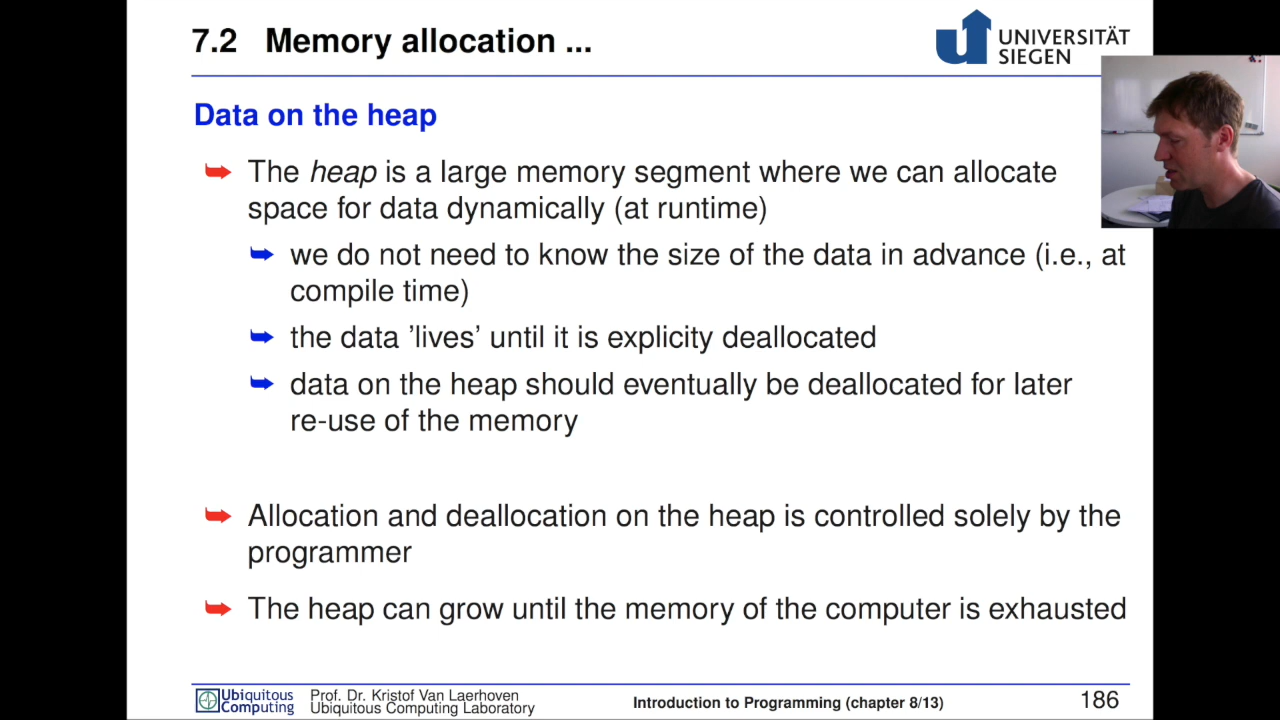 7.2 Memory allocation ...
UNIVERSITÄT
SIEGEN
Data on the heap
The heap is a large memory segment where we can allocate
space for data dynamically (at runtime)
we do not need to know the size of the data in advance (i.e., at
compile time)
the data 'lives' until it is explicity deallocated
data on the heap should eventually be deallocated for later
re-use of the memory
Allocation and deallocation on the heap is controlled solely by the
programmer
The heap can grow until the memory of the computer is exhausted
Ubiquitous
Computing
Prof. Dr. Kristof Van Laerhoven
Ubiquitous Computing Laboratory
Introduction to Programming (chapter 8/13)
186